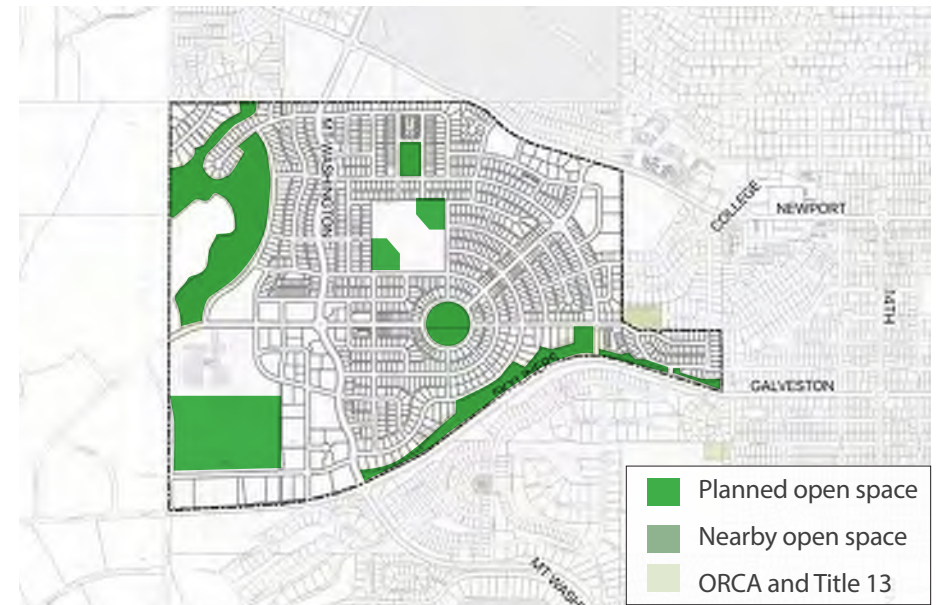 MT WASHINGTON
COLLEGE
NEWPORT
14TH
SKYLINERS
GALVESTON
Planned open space
Nearby open space
ORCA and Title 13
MT WASH